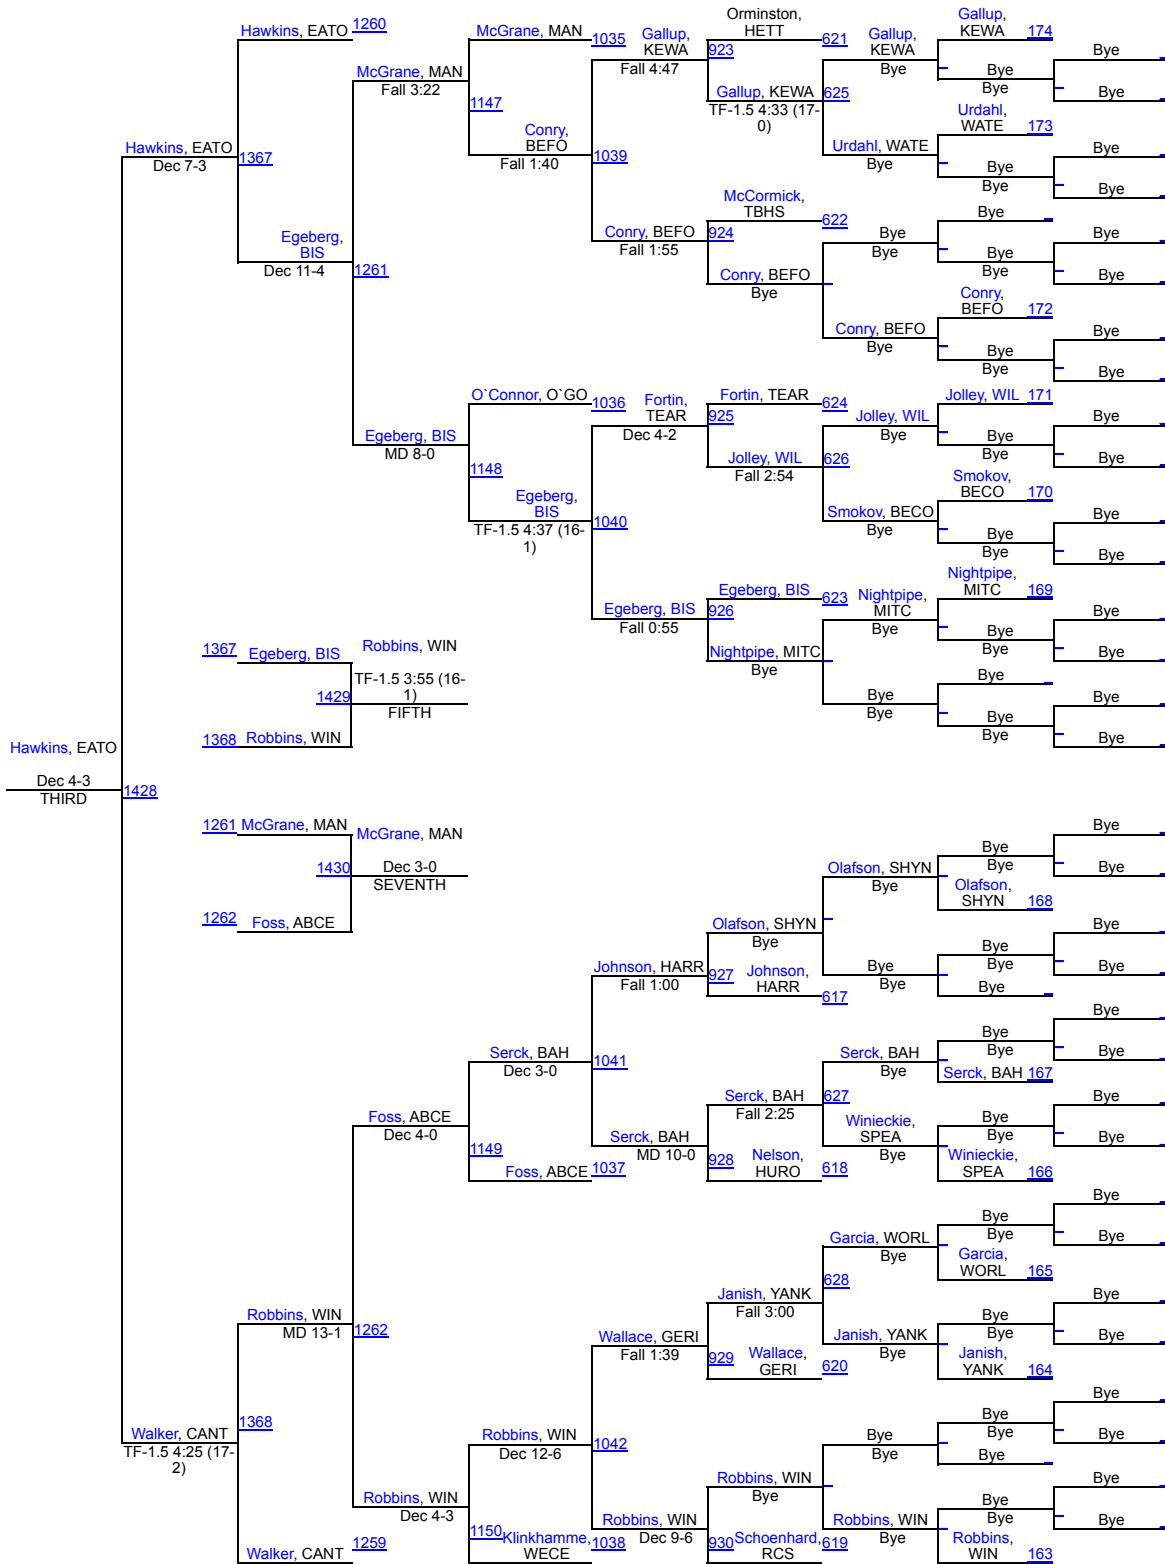 Hawkins, EATO 1260
McGrane, MAN 1035
Gallup,
KEWA
Orminston,
HETT 621
Gallup,
KEWA
Gallup,
KEWA 174
Bye
923
Fall 4:47
Bye
Bye
Bye
Bye
McGrane, MAN
Fall 3:22
Gallup, KEWA 625
TF-1.5 4:33 (17-
0)
1147
Urdahl,
WATE 173
Conry,
BEFO
Fall 1:40
1039
Urdahl, WATE
Bye
Bye
Bye
Bye
Bye
Hawkins, EATO
Dec 7-3
1367
McCormick,
TBHS 622
Bye
Conry, BEFO 924
Fall 1:55
Bye
Bye
Bye
Bye
Bye
Bye
Egeberg,
BIS
Dec 11-4
1261
Conry, BEFO
Bye
Conry,
BEFO 172
Conry, BEFO
Bye
Bye
Bye
Bye
Bye
O`Connor, O`GO 1036
Fortin,
TEAR
Dec 4-2
Fortin, TEAR 624
925
Jolley, WIL
Bye
Jolley, WIL 171
Bye
Bye
Bye
Bye
Egeberg, BIS
MD 8-0
Jolley, WIL 626
Fall 2:54
1148
Egeberg,
BIS
TF-1.5 4:37 (16-
1)
1040
Smokov,
BECO 170
Smokov, BECO
Bye
Bye
Bye
Bye
Bye
Egeberg, BIS 623
Nightpipe,
MITC
Bye
Nightpipe,
MITC 169
Egeberg, BIS 926
Fall 0:55
Bye
Bye
Bye
Bye
Nightpipe, MITC
Bye
Bye
Bye
Bye
Bye
Bye
Bye
Bye
1367 Egeberg, BIS
Robbins, WIN
TF-1.5 3:55 (16-
1)
1429
FIFTH
1368 Robbins, WIN
Hawkins, EATO
Dec 4-3
THIRD
1428
1261 McGrane, MAN
McGrane, MAN
1430
Dec 3-0
SEVENTH
1262 Foss, ABCE
Bye
Bye
Bye
Bye
Olafson, SHYN
Bye
Olafson,
SHYN 168
Olafson, SHYN
Bye
Bye
Bye
Bye
Bye
Johnson, HARR
Fall 1:00
927
Johnson,
HARR 617
Bye
Bye
Bye
Bye
Bye
Bye
Bye
Serck, BAH
Dec 3-0
1041
Serck, BAH
Bye
Serck, BAH 167
Serck, BAH 627
Fall 2:25
Bye
Bye
Bye
Bye
Foss, ABCE
Dec 4-0
Winieckie,
SPEA
Bye
Winieckie,
SPEA 166
Serck, BAH
MD 10-0
928
Nelson,
HURO 618
1149
Foss, ABCE 1037
Bye
Bye
Bye
Bye
Garcia, WORL
Bye
Garcia,
WORL 165
628
Janish, YANK
Fall 3:00
Bye
Bye
Bye
Bye
Robbins, WIN
MD 13-1
1262
Wallace, GERI
Fall 1:39
929
Wallace,
GERI 620
Janish, YANK
Bye
Janish,
YANK 164
Bye
Bye
Bye
Bye
1368
Walker, CANT
TF-1.5 4:25 (17-
2)
Robbins, WIN
Dec 12-6
1042
Bye
Bye
Bye
Robbins, WIN
Bye
Bye
Bye
Bye
Bye
Robbins, WIN
Dec 4-3
Robbins, WIN
Dec 9-6
Robbins, WIN
Bye
Robbins,
WIN 163
1150 Klinkhamme,
WECE 1038
930 Schoenhard,
RCS 619
Walker, CANT 1259